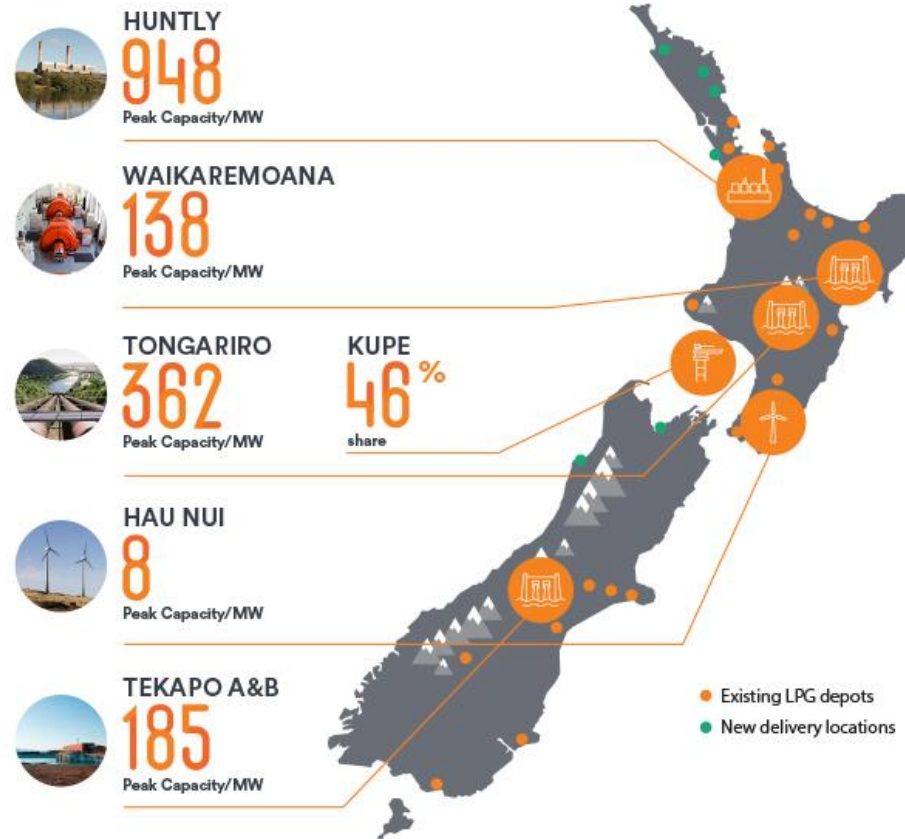 HUNTLY
948
Peak Capacity/MW
WAIKAREMOANA
138
Peak Capacity/MW
TONGARIRO
362
Peak Capacity/MW
KUPE
46%
share
HAU NUI
8
Peak Capacity/MW
TEKAPO A&B
185
Peak Capacity/MW
Existing LPG depots
New delivery locations